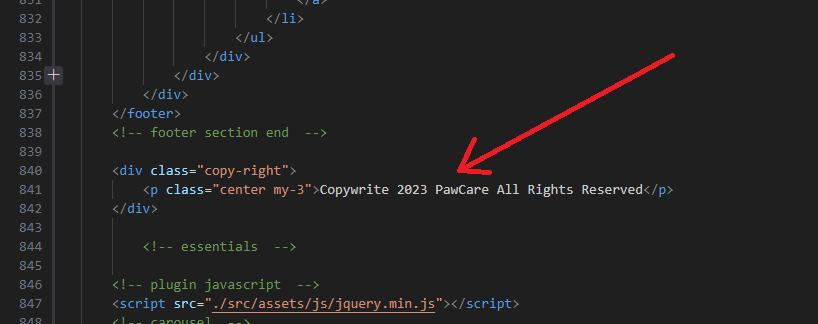 831 </a>
832 </li>
833 </ul>
834 </div>
835 + </div>
836 </div>
837 </footer>
838 <!-- footer section end -->
839
840 <div class="copy-right">
841 <p class="center my-3">Copywrite 2023 PawCare All Rights Reserved</p>
842 </div>
843
844 <!-- essentials -->
845
846 <!-- plugin javascript -->
847 <script src="./src/assets/js/jquery.min.js"></script>
848 <!-- carousel -->